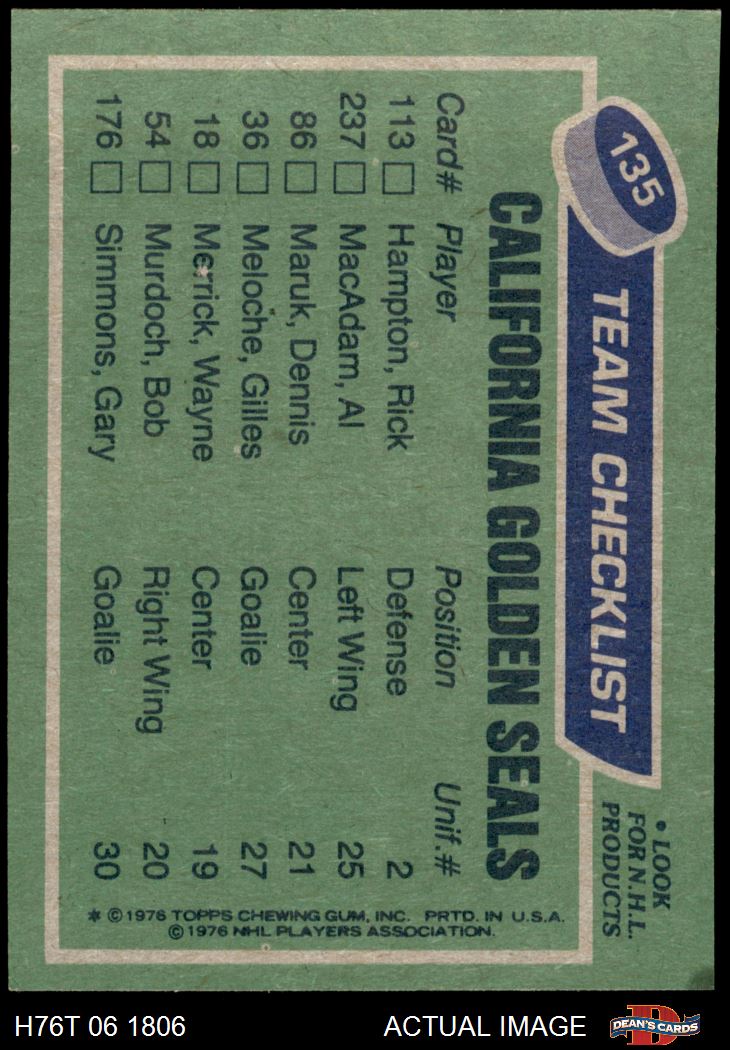 135
TEAM CHECKLIST
• LOOK
FOR N.H.L.
PRODUCTS
CALIFORNIA GOLDEN SEALS
Card# Player Position Unif.#
113 Hampton, Rick Defense 2
237 MacAdam, Al Left Wing 25
86 Maruk, Dennis Center 21
36 Meloche, Gilles Goalie 27
18 Merrick, Wayne Center 19
54 Murdoch, Bob Right Wing 20
176 Simmons, Gary Goalie 30
* © 1976 TOPPS CHEWING GUM, INC. PRTD. IN U.S.A.
© 1976 NHL PLAYERS ASSOCIATION.
H76T 06 1806
ACTUAL IMAGE
DEAN'S CARDS